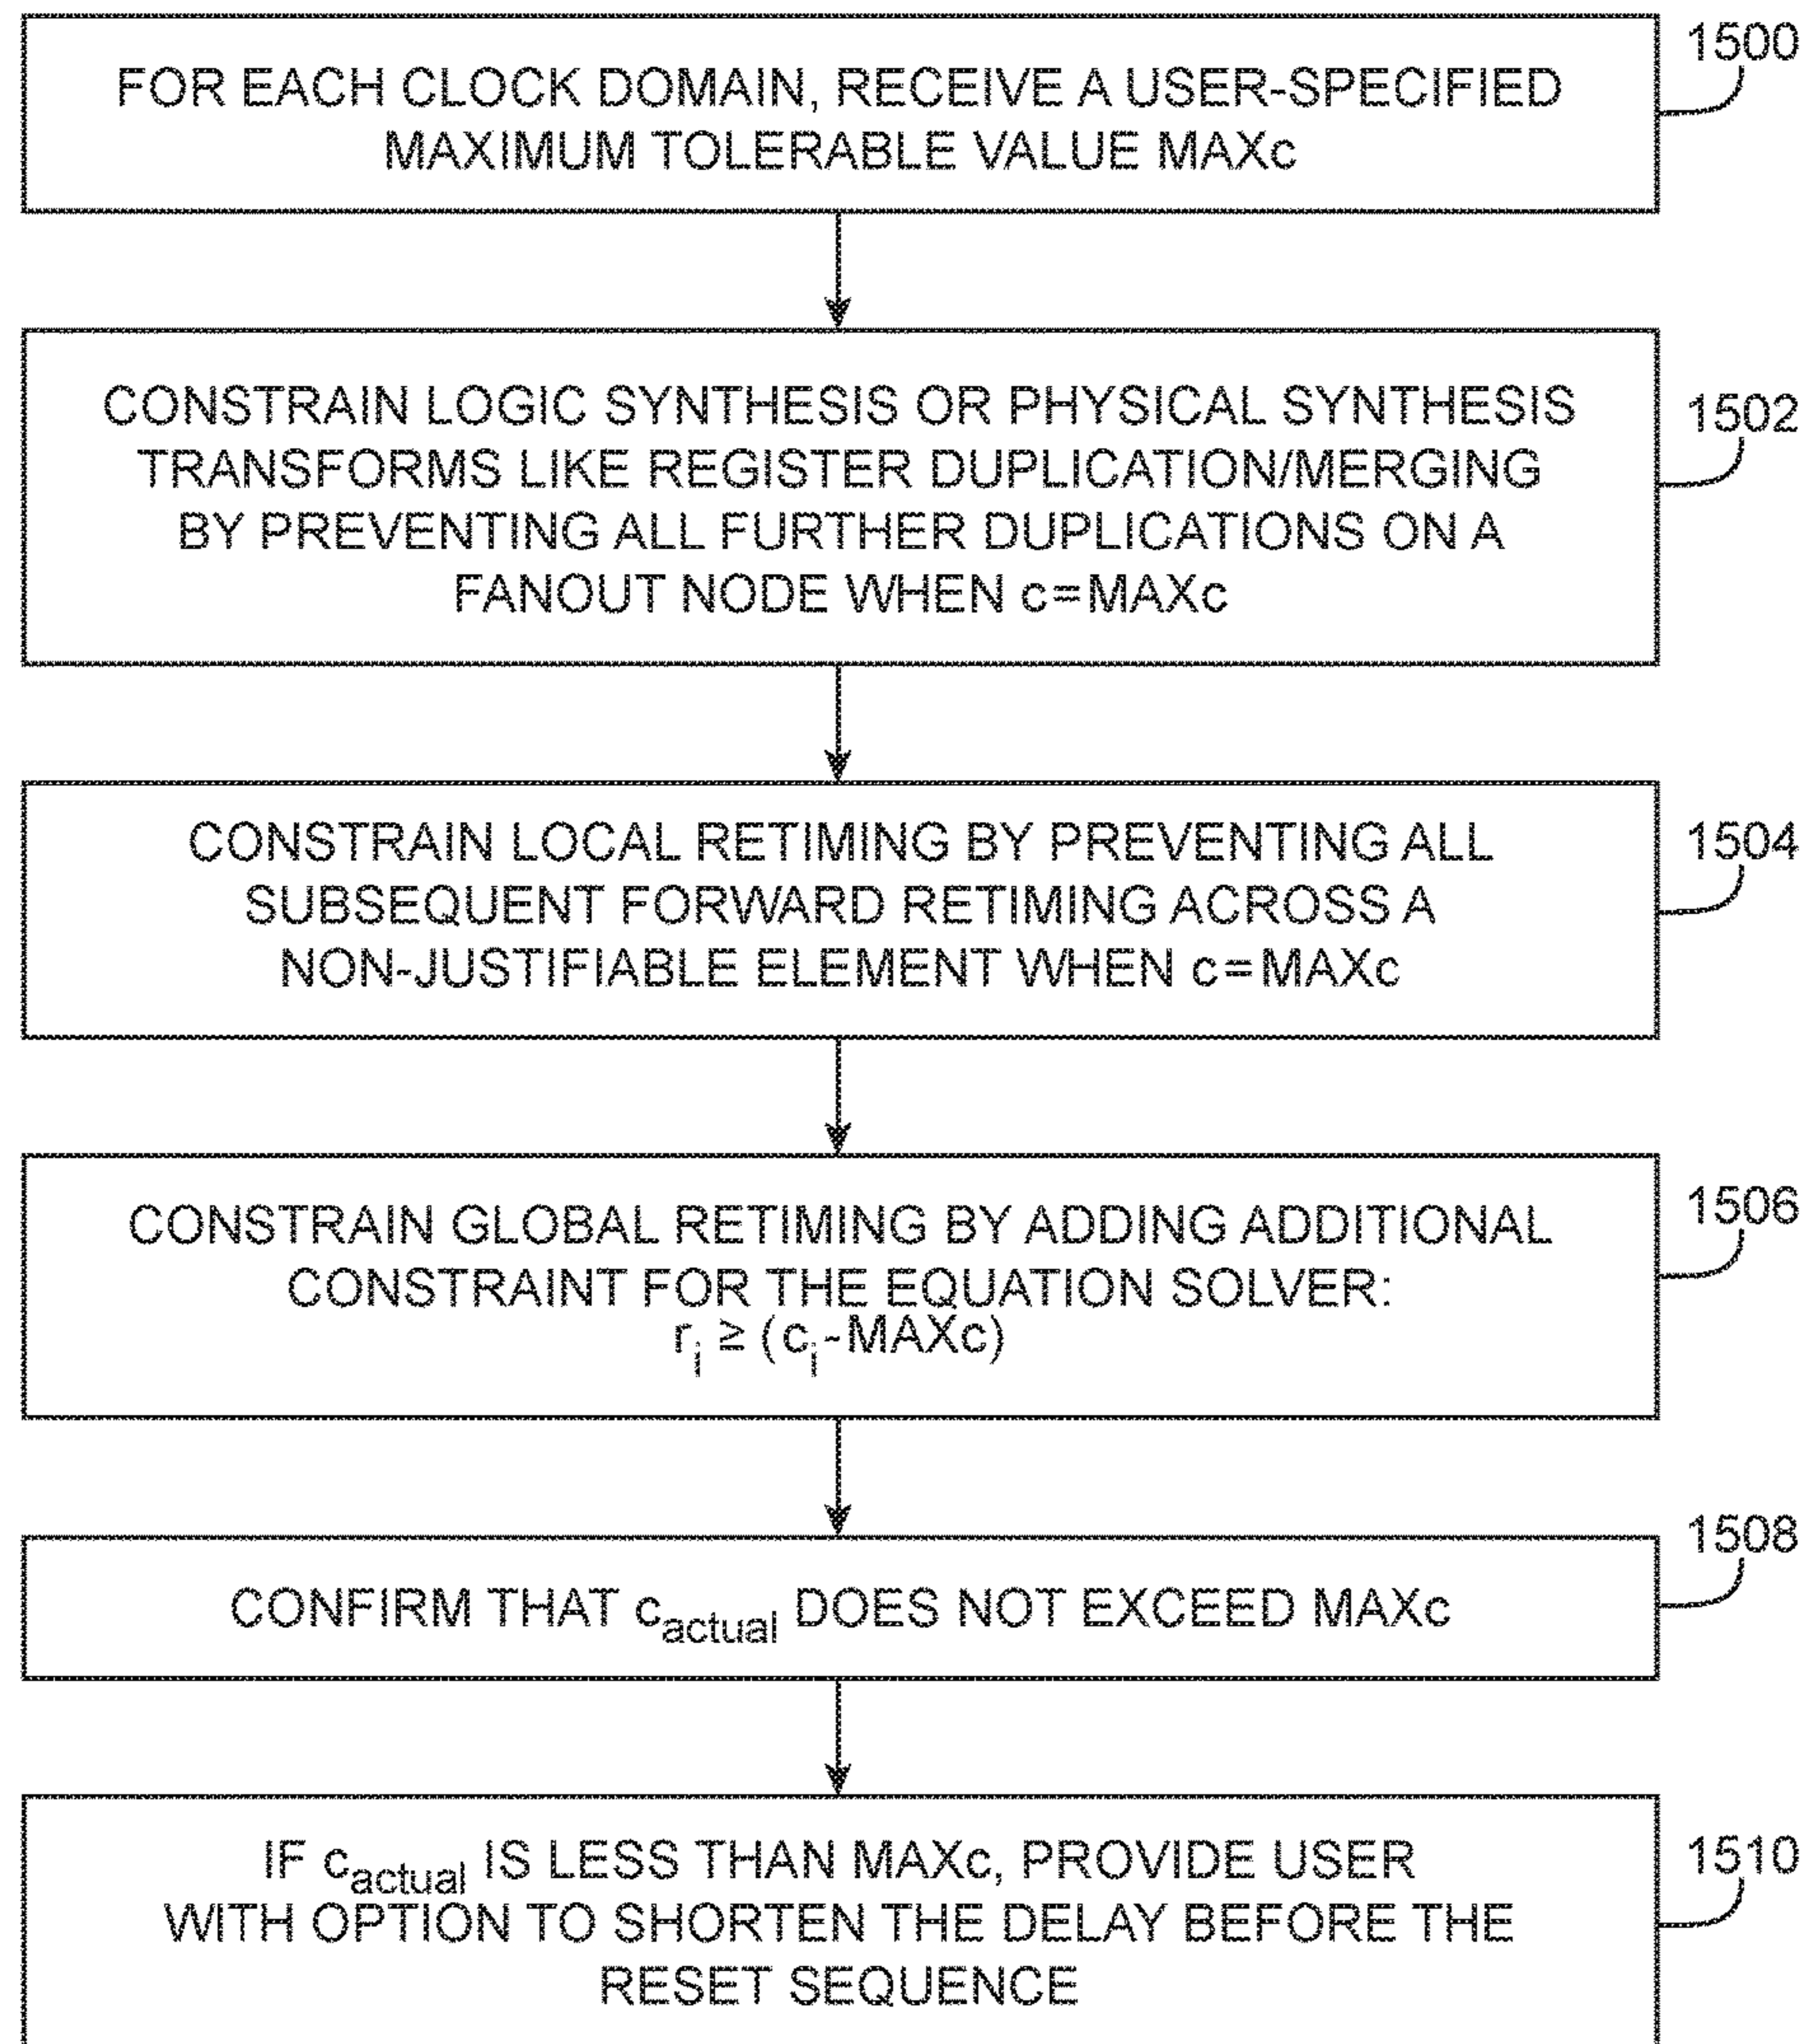 FOR EACH CLOCK DOMAIN, RECEIVE A USER-SPECIFIED
MAXIMUM TOLERABLE VALUE MAXc
1500
CONSTRAIN LOGIC SYNTHESIS OR PHYSICAL SYNTHESIS
TRANSFORMS LIKE REGISTER DUPLICATION/MERGING
BY PREVENTING ALL FURTHER DUPLICATIONS ON A
FANOUT NODE WHEN c=MAXc
1502
CONSTRAIN LOCAL RETIMING BY PREVENTING ALL
SUBSEQUENT FORWARD RETIMING ACROSS A
NON-JUSTIFIABLE ELEMENT WHEN c=MAXc
1504
CONSTRAIN GLOBAL RETIMING BY ADDING ADDITIONAL
CONSTRAINT FOR THE EQUATION SOLVER:
r_i ≥ (c_i-MAXc)
1506
CONFIRM THAT c_actual DOES NOT EXCEED MAXc
1508
IF c_actual IS LESS THAN MAXc, PROVIDE USER
WITH OPTION TO SHORTEN THE DELAY BEFORE THE
RESET SEQUENCE
1510